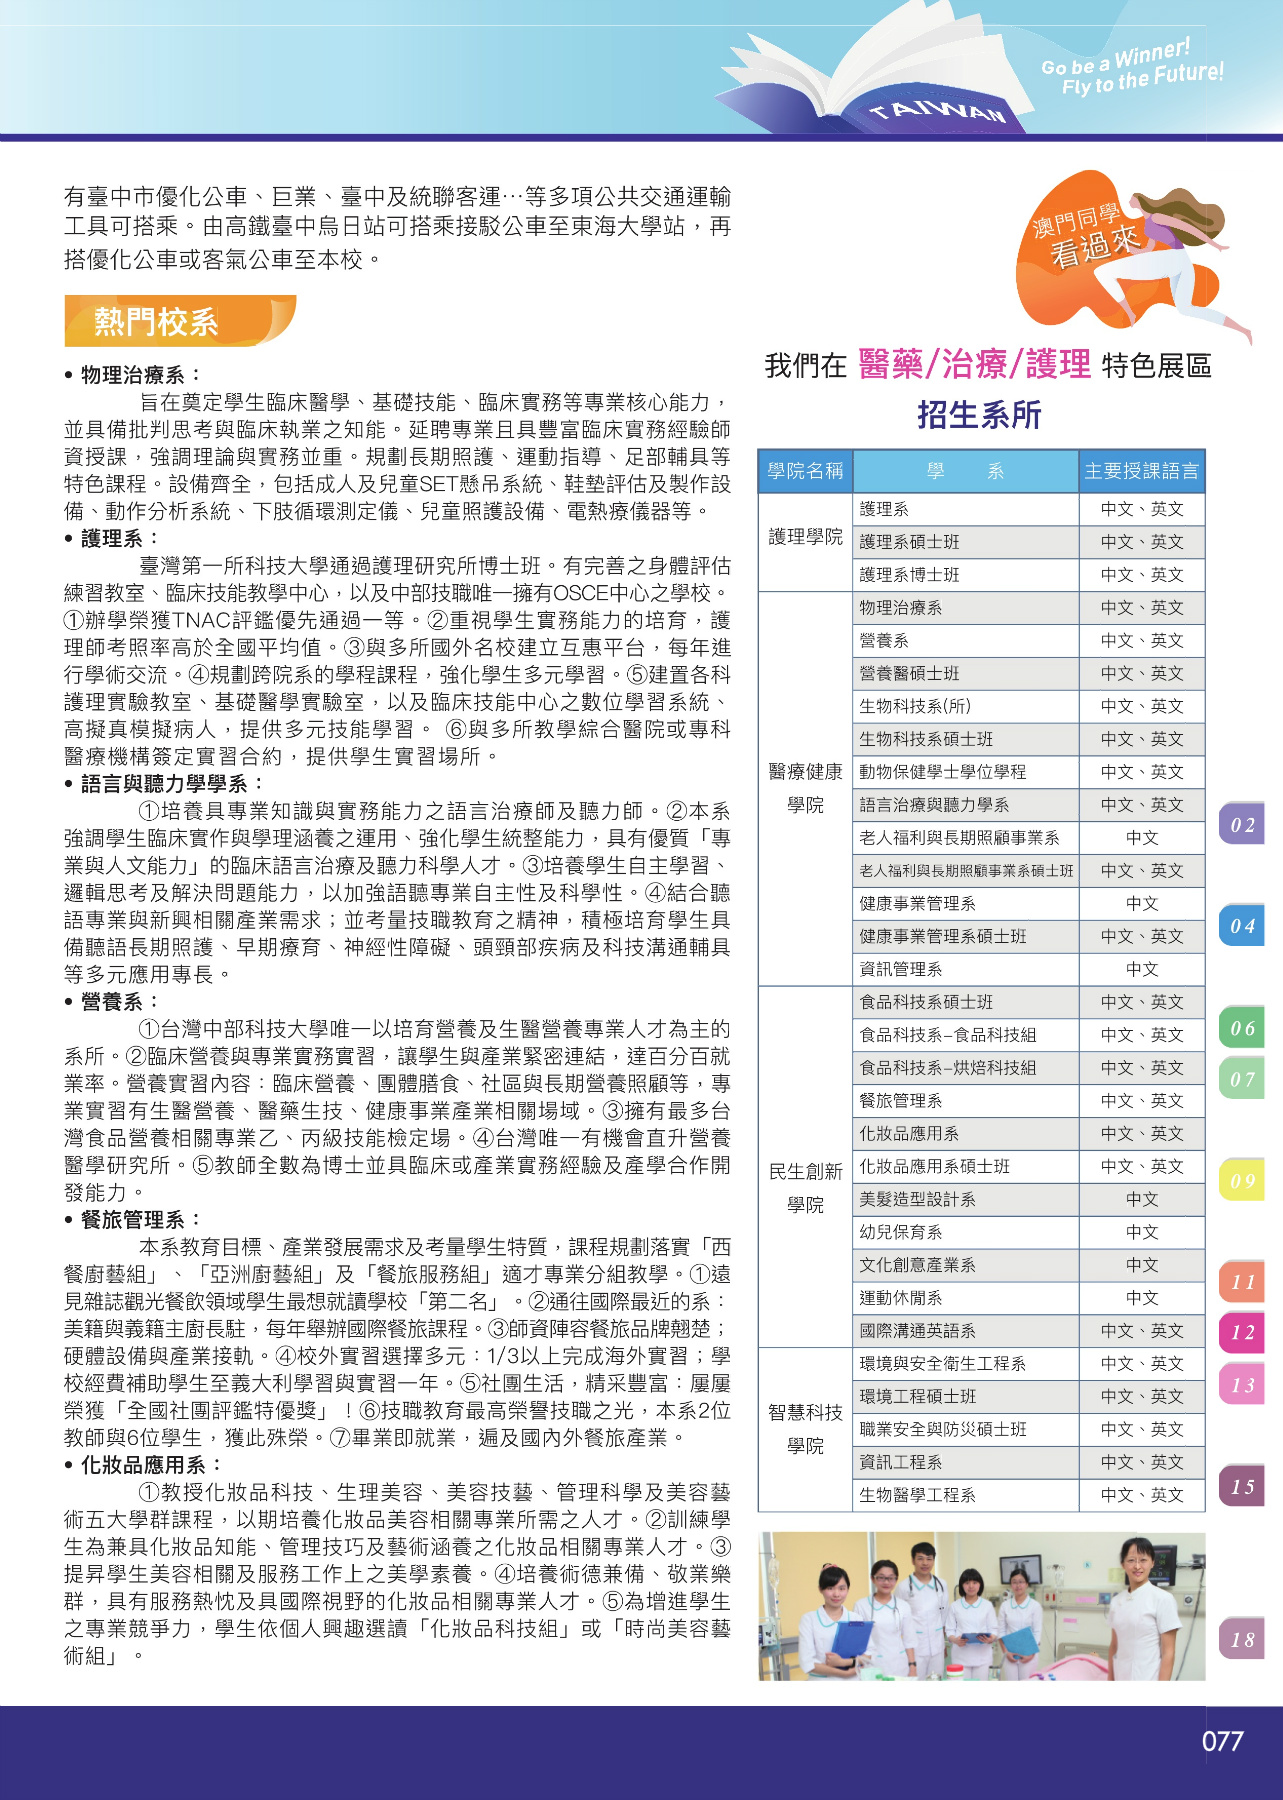 Go be a Winner!
Fly to the Future!
TAIWAN
有臺中市優化公車、巨業、臺中及統聯客運…等多項公共交通運輸
工具可搭乘。由高鐵臺中烏日站可搭乘接駁公車至東海大學站，再
搭優化公車或客氣公車至本校。
熱門校系
• 物理治療系：
旨在奠定學生臨床醫學、基礎技能、臨床實務等專業核心能力，
並具備批判思考與臨床執業之知能。延聘專業且具豐富臨床實務經驗師
資授課，強調理論與實務並重。規劃長期照護、運動指導、足部輔具等
特色課程。設備齊全，包括成人及兒童SET懸吊系統、鞋墊評估及製作設
備、動作分析系統、下肢循環測定儀、兒童照護設備、電熱療儀器等。
• 護理系：
臺灣第一所科技大學通過護理研究所博士班。有完善之身體評估
練習教室、臨床技能教學中心，以及中部技職唯一擁有OSCE中心之學校。
①辦學榮獲TNAC評鑑優先通過一等。②重視學生實務能力的培育，護
理師考照率高於全國平均值。③與多所國外名校建立互惠平台，每年進
行學術交流。④規劃跨院系的學程課程，強化學生多元學習。⑤建置各科
護理實驗教室、基礎醫學實驗室，以及臨床技能中心之數位學習系統、
高擬真模擬病人，提供多元技能學習。 ⑥與多所教學綜合醫院或專科
醫療機構簽定實習合約，提供學生實習場所。
• 語言與聽力學學系：
①培養具專業知識與實務能力之語言治療師及聽力師。②本系
強調學生臨床實作與學理涵養之運用、強化學生統整能力，具有優質「專
業與人文能力」的臨床語言治療及聽力科學人才。③培養學生自主學習、
邏輯思考及解決問題能力，以加強語聽專業自主性及科學性。④結合聽
語專業與新興相關產業需求；並考量技職教育之精神，積極培育學生具
備聽語長期照護、早期療育、神經性障礙、頭頸部疾病及科技溝通輔具
等多元應用專長。
• 營養系：
①台灣中部科技大學唯一以培育營養及生醫營養專業人才為主的
系所。②臨床營養與專業實務實習，讓學生與產業緊密連結，達百分百就
業率。營養實習內容：臨床營養、團體膳食、社區與長期營養照顧等，專
業實習有生醫營養、醫藥生技、健康事業產業相關場域。③擁有最多台
灣食品營養相關專業乙、丙級技能檢定場。④台灣唯一有機會直升營養
醫學研究所。⑤教師全數為博士並具臨床或產業實務經驗及產學合作開
發能力。
• 餐旅管理系：
本系教育目標、產業發展需求及考量學生特質，課程規劃落實「西
餐廚藝組」、「亞洲廚藝組」及「餐旅服務組」適才專業分組教學。①遠
見雜誌觀光餐飲領域學生最想就讀學校「第二名」。②通往國際最近的系：
美籍與義籍主廚長駐，每年舉辦國際餐旅課程。③師資陣容餐旅品牌翹楚；
硬體設備與產業接軌。④校外實習選擇多元：1/3以上完成海外實習；學
校經費補助學生至義大利學習與實習一年。⑤社團生活，精采豐富：屢屢
榮獲「全國社團評鑑特優獎」！⑥技職教育最高榮譽技職之光，本系2位
教師與6位學生，獲此殊榮。⑦畢業即就業，遍及國內外餐旅產業。
• 化妝品應用系：
①教授化妝品科技、生理美容、美容技藝、管理科學及美容藝
術五大學群課程，以期培養化妝品美容相關專業所需之人才。②訓練學
生為兼具化妝品知能、管理技巧及藝術涵養之化妝品相關專業人才。③
提昇學生美容相關及服務工作上之美學素養。④培養術德兼備、敬業樂
群，具有服務熱忱及具國際視野的化妝品相關專業人才。⑤為增進學生
之專業競爭力，學生依個人興趣選讀「化妝品科技組」或「時尚美容藝
術組」。
澳門同學
看過來
我們在 醫藥/治療/護理 特色展區
招生系所
學院名稱 學 系 主要授課語言
護理學院
護理系 中文、英文
護理系碩士班 中文、英文
護理系博士班 中文、英文
醫療健康
學院
物理治療系 中文、英文
營養系 中文、英文
營養醫碩士班 中文、英文
生物科技系(所) 中文、英文
生物科技系碩士班 中文、英文
動物保健學士學位學程 中文、英文
語言治療與聽力學系 中文、英文
老人福利與長期照顧事業系 中文
老人福利與長期照顧事業系碩士班 中文、英文
健康事業管理系 中文
健康事業管理系碩士班 中文、英文
資訊管理系 中文
民生創新
學院
食品科技系碩士班 中文、英文
食品科技系–食品科技組 中文、英文
食品科技系–烘焙科技組 中文、英文
餐旅管理系 中文、英文
化妝品應用系 中文、英文
化妝品應用系碩士班 中文、英文
美髮造型設計系 中文
幼兒保育系 中文
文化創意產業系 中文
運動休閒系 中文
國際溝通英語系 中文、英文
智慧科技
學院
環境與安全衛生工程系 中文、英文
環境工程碩士班 中文、英文
職業安全與防災碩士班 中文、英文
資訊工程系 中文、英文
生物醫學工程系 中文、英文
02
04
06
07
09
11
12
13
15
18
077